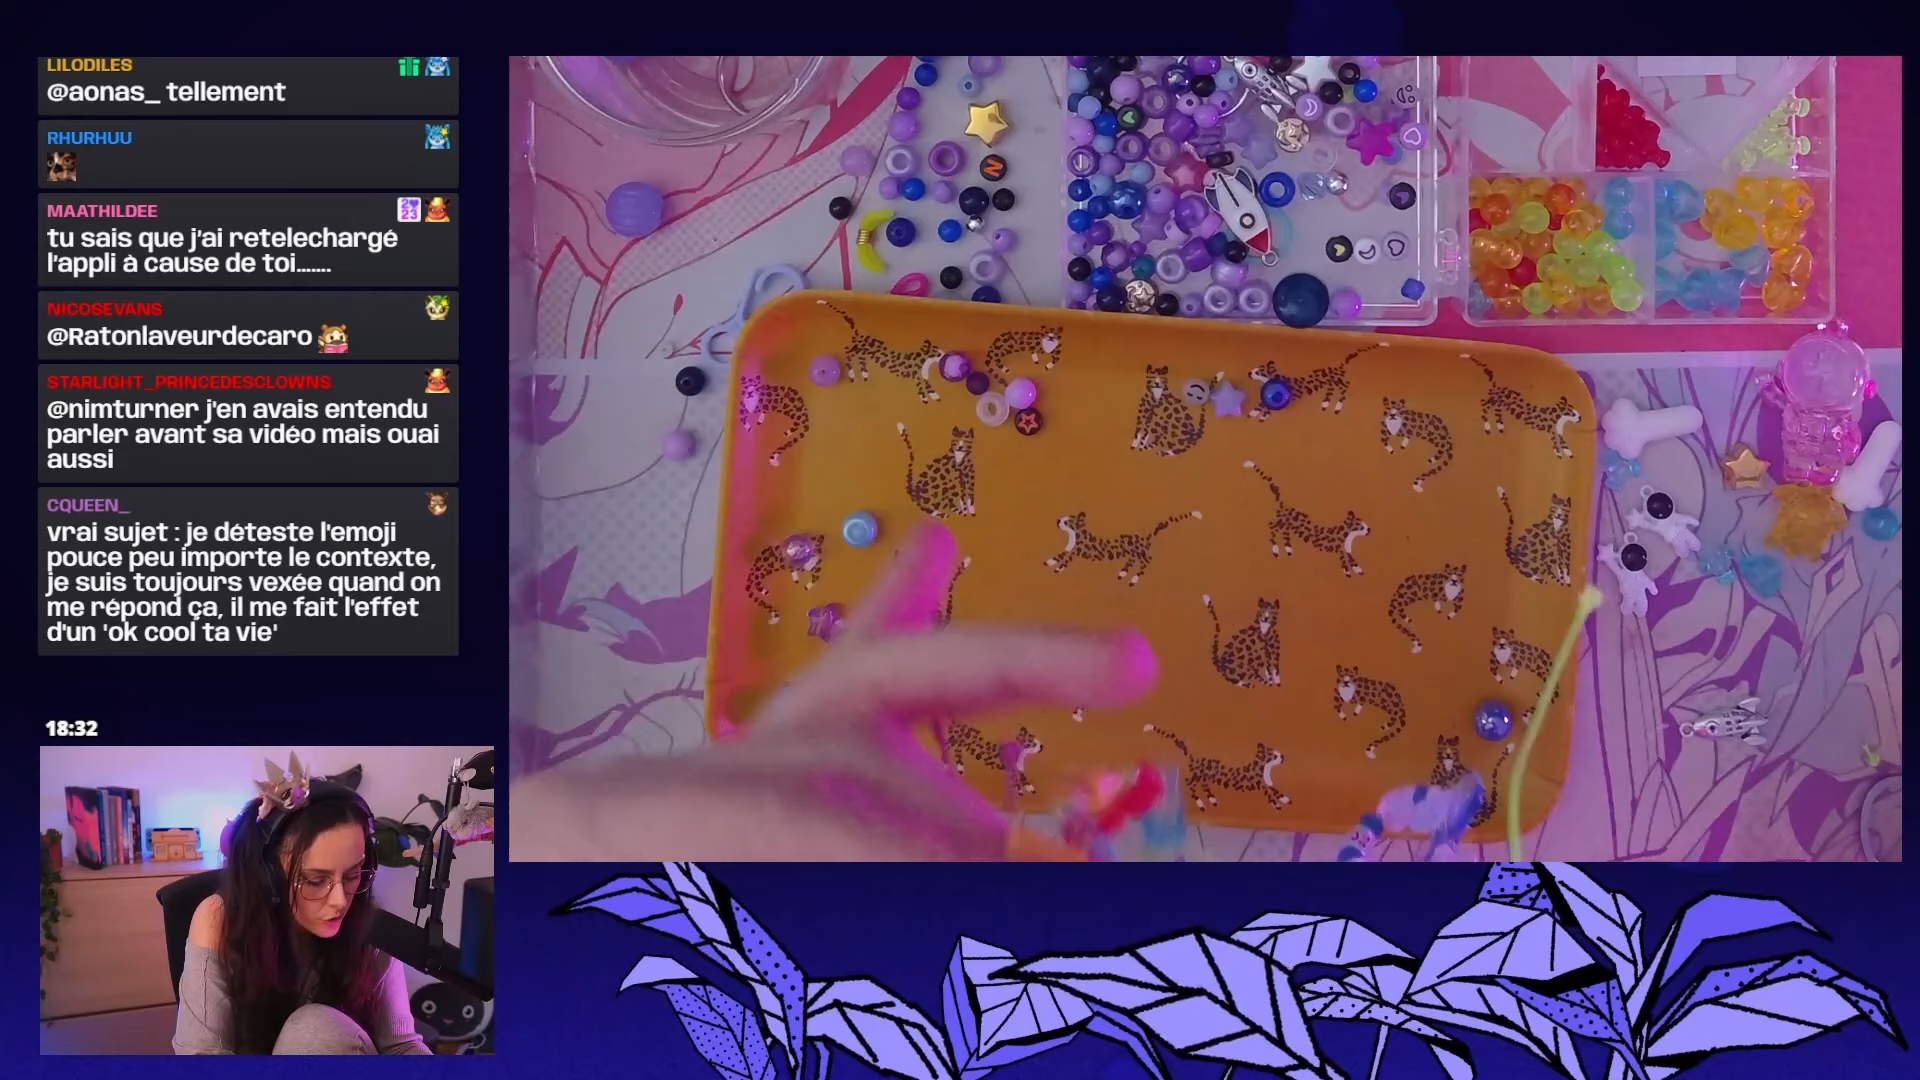 LILODILES
@aonas_ tellement
RHURHUU
MAATHILDEE
tu sais que j'ai retelechargé
l'appli à cause de toi.......
NICOSEVANS
@Ratonlaveurdecaro
STARLIGHT_PRINCEDESCLOWNS
@nimturner j'en avais entendu
parler avant sa vidéo mais ouai
aussi
CQUEEN_
vrai sujet : je déteste l'emoji
pouce peu importe le contexte,
je suis toujours vexée quand on
me répond ça, il me fait l'effet
d'un 'ok cool ta vie'
18:32
N